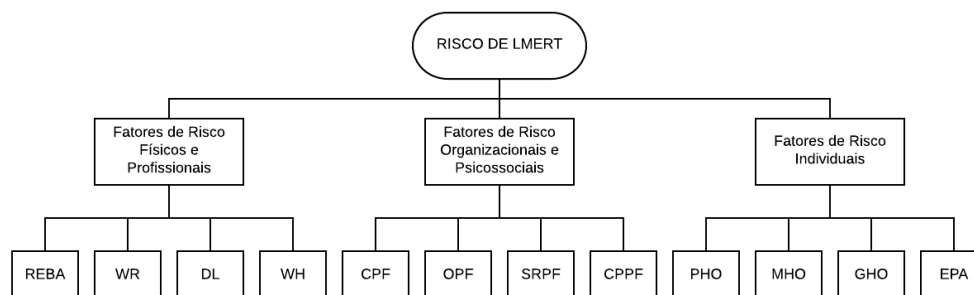 RISCO DE LMERT
Fatores de Risco
Físicos e
Profissionais
Fatores de Risco
Organizacionais e
Psicossociais
Fatores de Risco
Individuais
REBA
WR
DL
WH
CPF
OPF
SRPF
CPPF
PHO
MHO
GHO
EPA